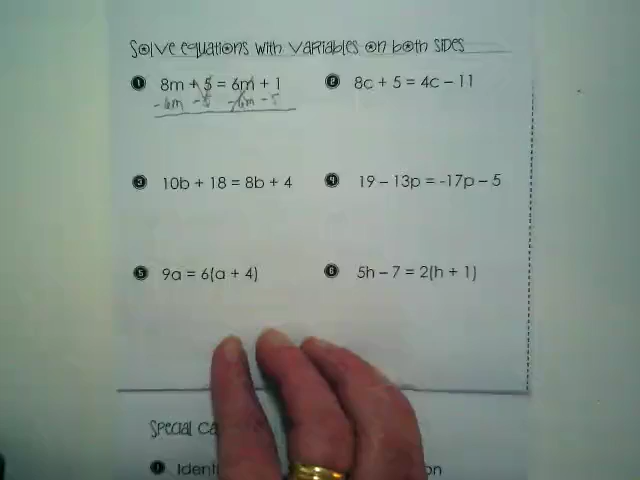 Solve equations with variables on both sides
1 8m + 5 = 6m + 1
-6m -5 -6m -5
2 8c + 5 = 4c – 11
3 10b + 18 = 8b + 4
4 19 – 13p = -17p – 5
5 9a = 6(a + 4)
6 5h – 7 = 2(h + 1)
Special
1